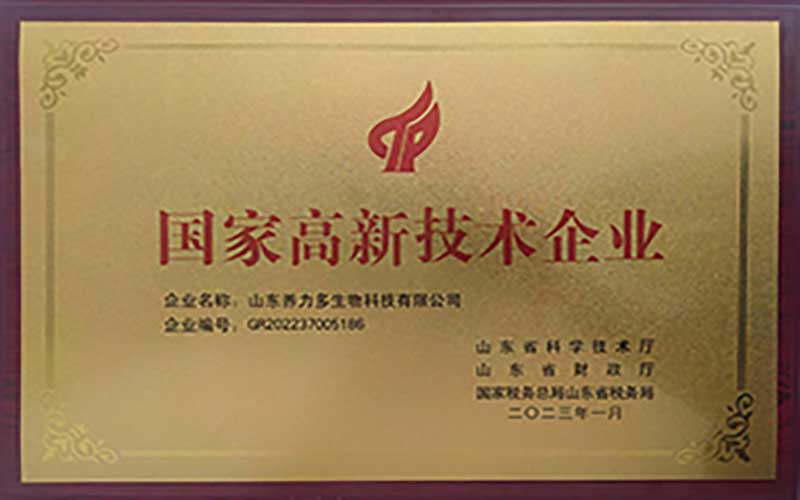 国家高新技术企业
企业名称：山东养力多生物科技有限公司
企业编号：GR202237005186
山东省科学技术厅
山东省财政厅
国家税务总局山东省税务局
二〇二三年一月